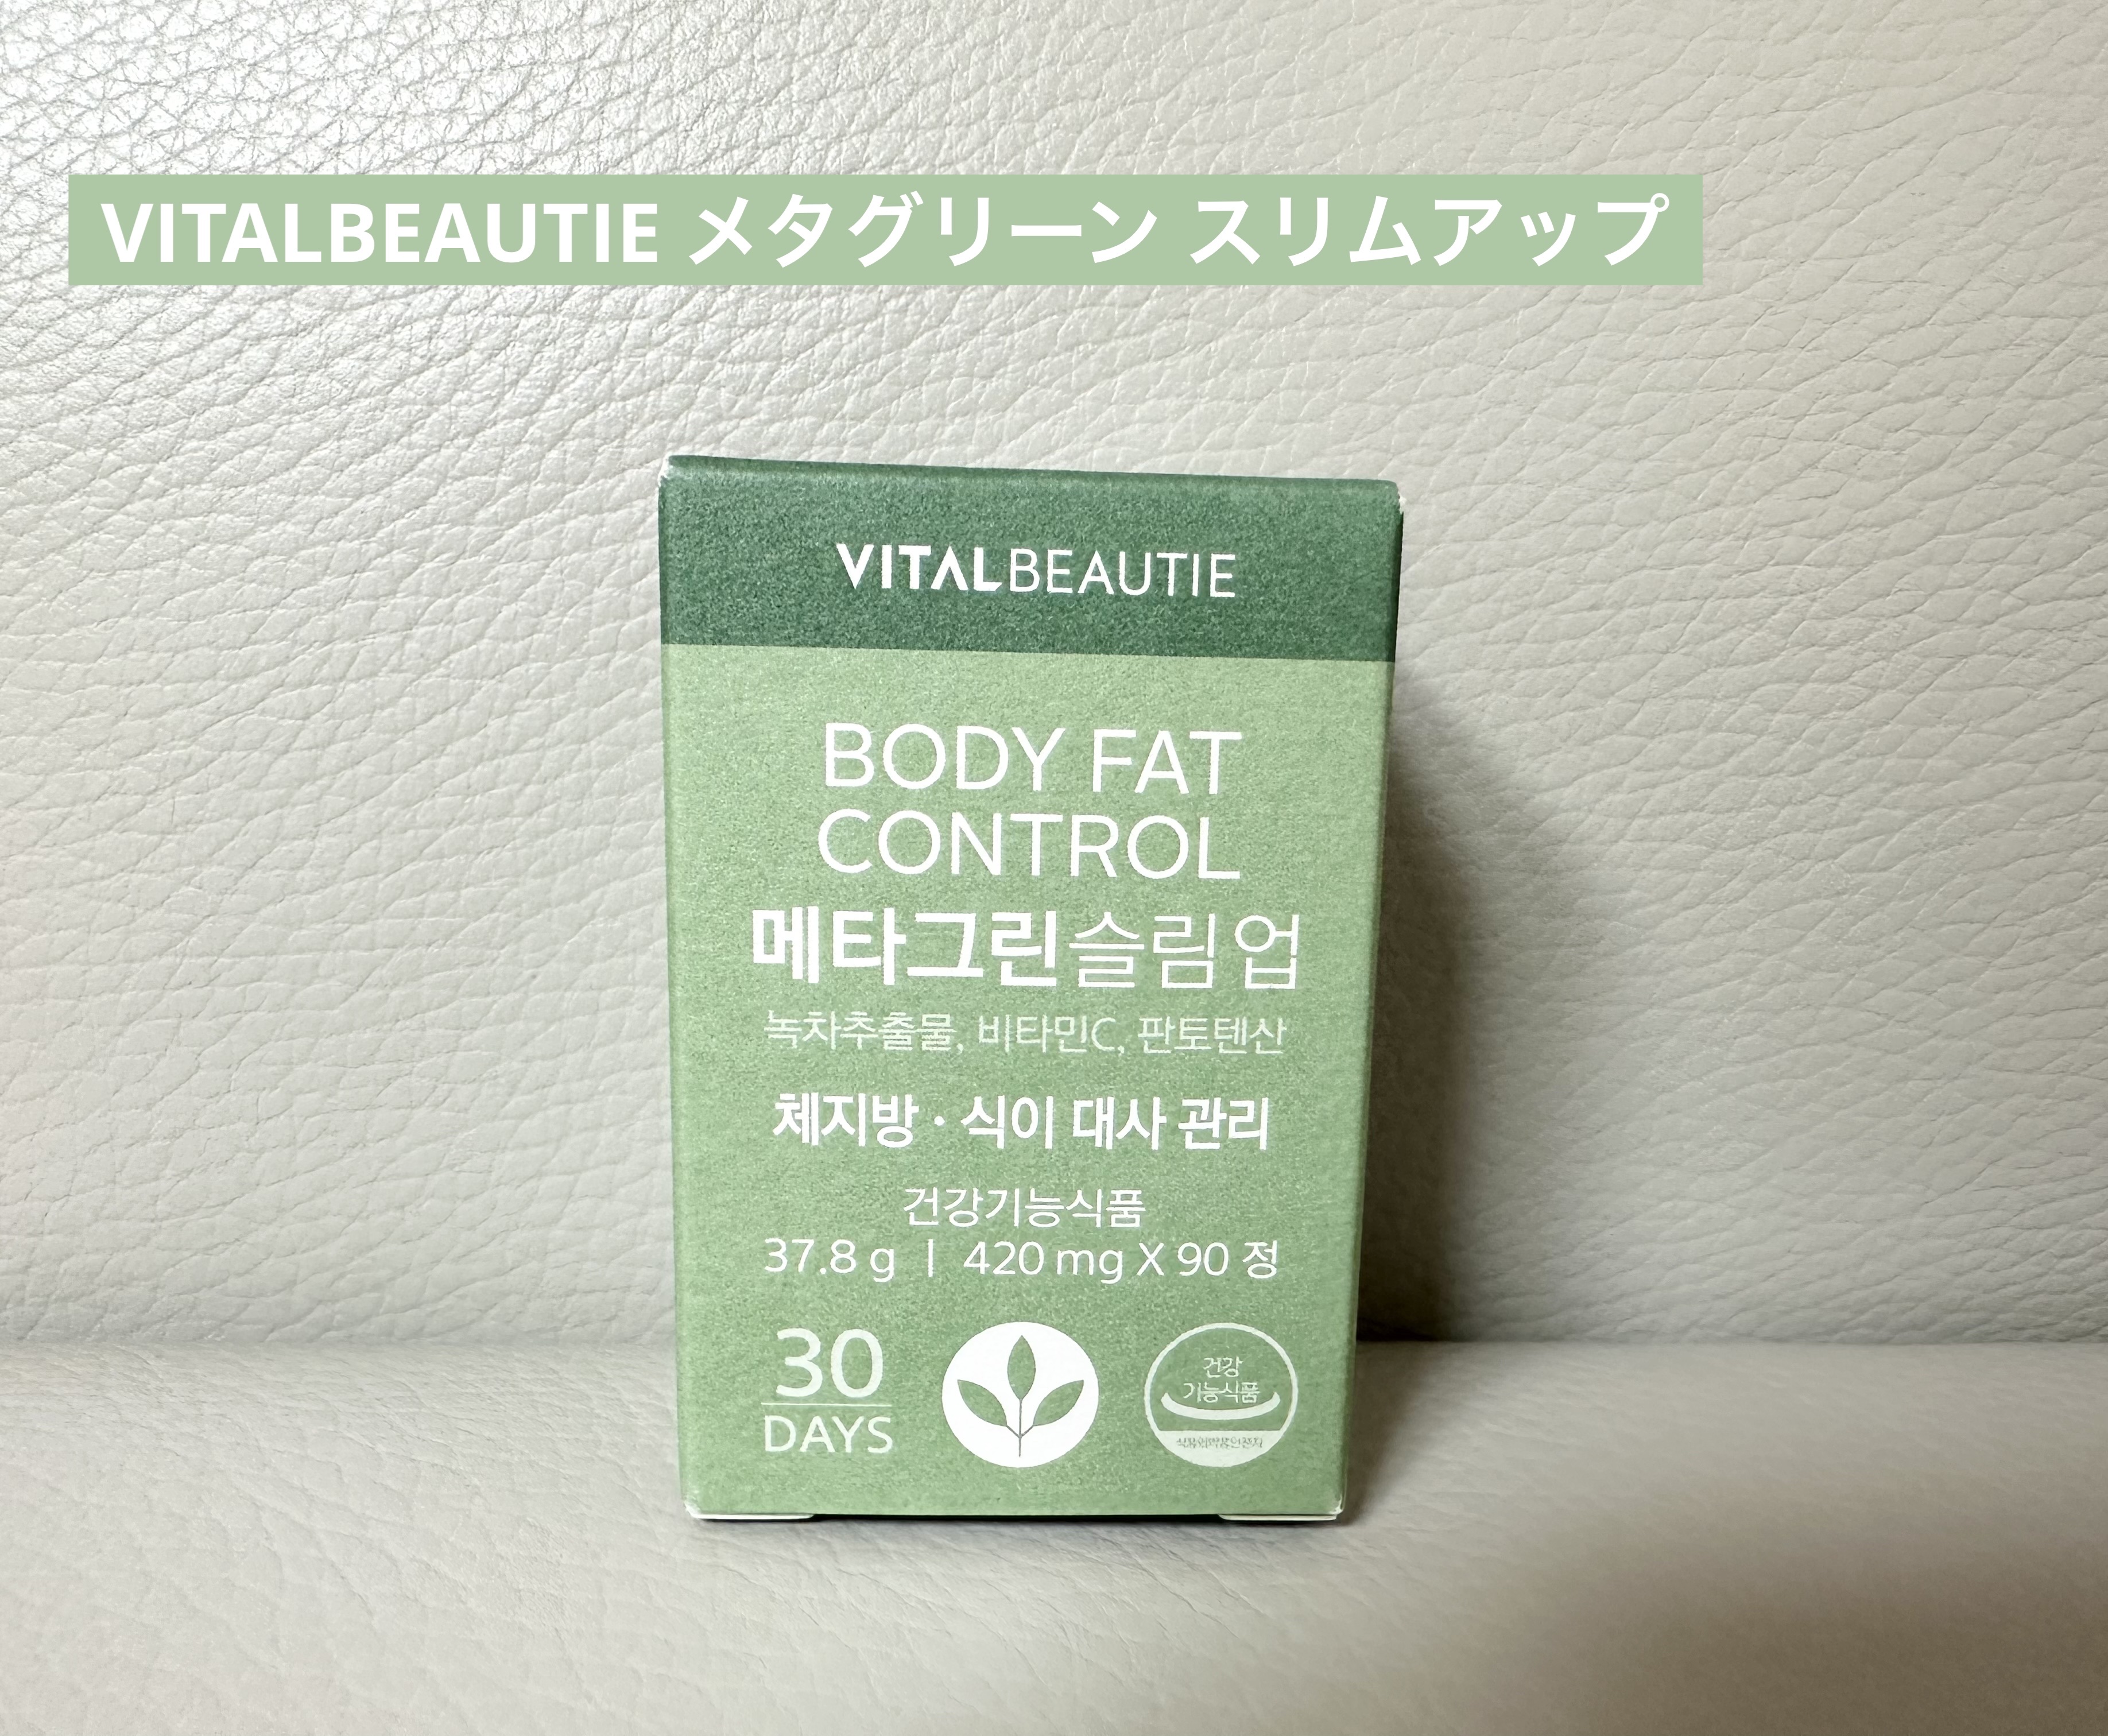 VITALBEAUTIE メタグリーン スリムアップ
VITALBEAUTIE
BODY FAT
CONTROL
메타그린슬림업
녹차추출물, 비타민C, 판토텐산
체지방 · 식이 대사 관리
건강기능식품
37.8 g | 420 mg X 90 정
30
DAYS
건강
기능식품